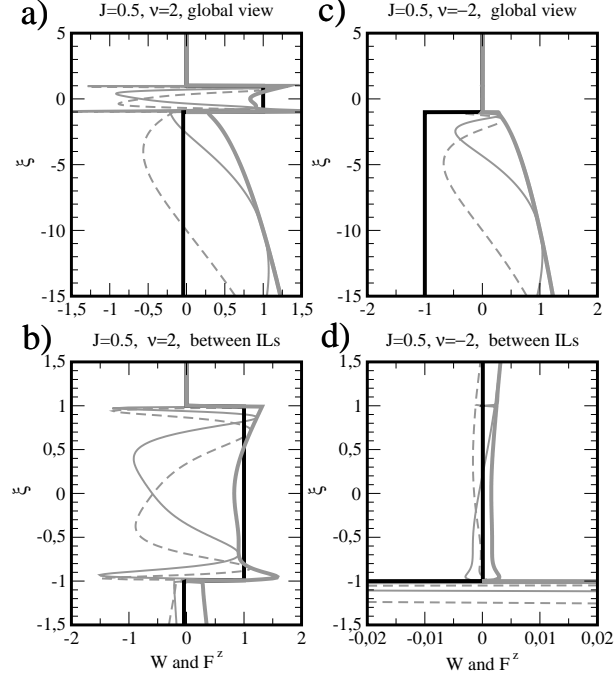 a) J=0.5, ν=2, global view
c) J=0.5, ν=−2, global view
5
0
-5
-10
-15
ξ
-1,5 -1 -0,5 0 0,5 1 1,5
5
0
-5
-10
-15
ξ
-2 -1 0 1 2
b) J=0.5, ν=2, between ILs
d) J=0.5, ν=−2, between ILs
1,5
1
0,5
0
-0,5
-1
-1,5
ξ
-2 -1 0 1 2
W and F z
1,5
1
0,5
0
-0,5
-1
-1,5
ξ
-0,02 -0,01 0 0,01 0,02
W and F z